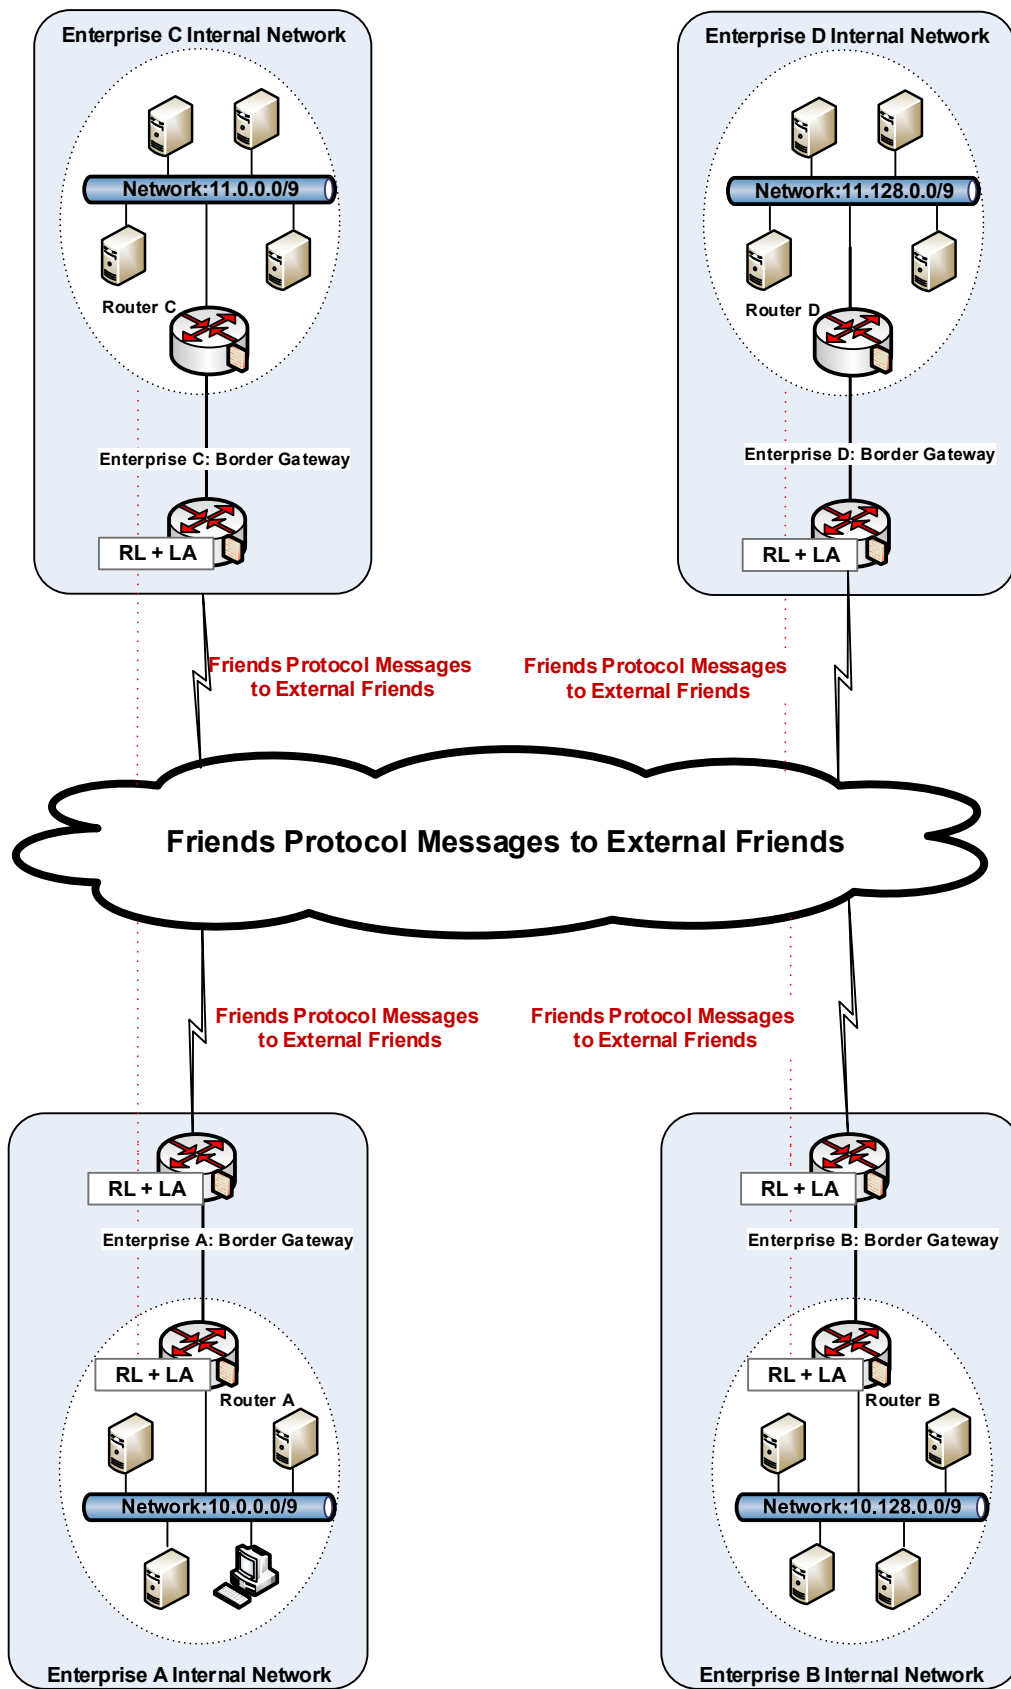 Enterprise C Internal Network
Enterprise D Internal Network
Network:11.0.0.0/9
Network:11.128.0.0/9
Router C
Router D
Enterprise C: Border Gateway
Enterprise D: Border Gateway
RL + LA
RL + LA
Friends Protocol Messages
to External Friends
Friends Protocol Messages
to External Friends
Friends Protocol Messages to External Friends
Friends Protocol Messages
to External Friends
Friends Protocol Messages
to External Friends
RL + LA
RL + LA
Enterprise A: Border Gateway
Enterprise B: Border Gateway
RL + LA
RL + LA
Router A
Router B
Network:10.0.0.0/9
Network:10.128.0.0/9
Enterprise A Internal Network
Enterprise B Internal Network